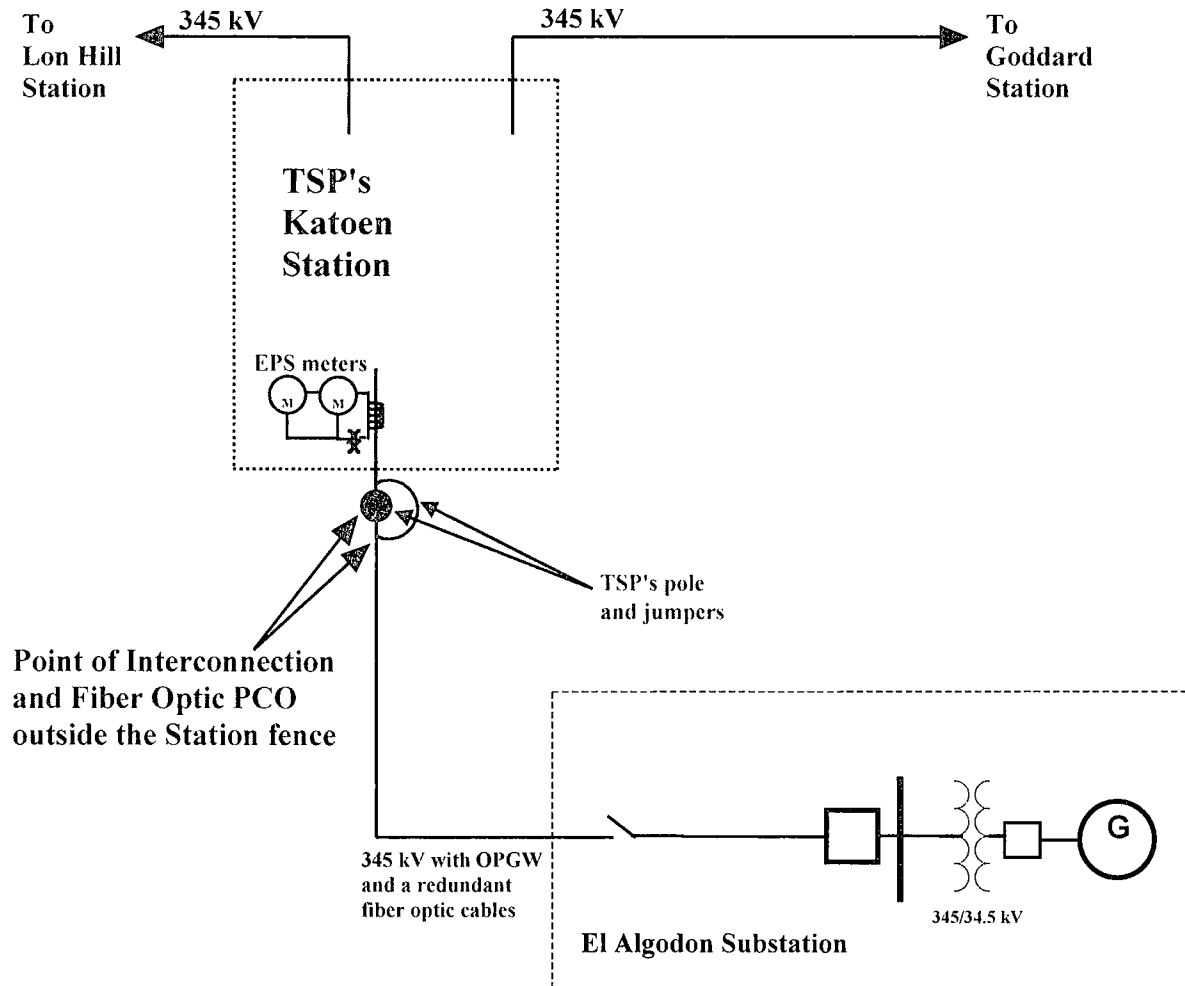 To
Lon Hill
Station
345 kV
345 kV
To
Goddard
Station
TSP's
Katoen
Station
EPS meters
M
M
TSP's pole
and jumpers
Point of Interconnection
and Fiber Optic PCO
outside the Station fence
345 kV with OPGW
and a redundant
fiber optic cables
G
345/34.5 kV
El Algodon Substation